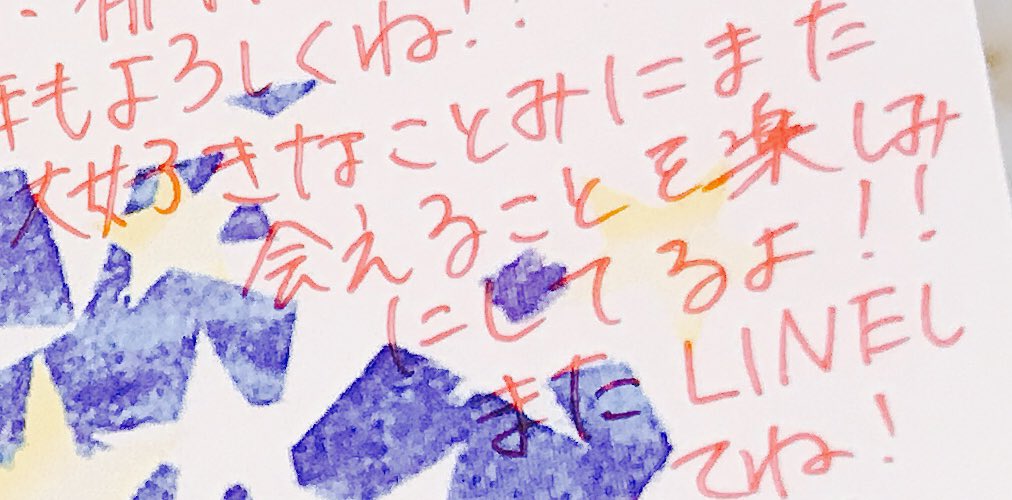 年もよろしくね!!
大好きなことみにまた
会えることを楽しみ
にしてるよ!!
またLINEし
てね!